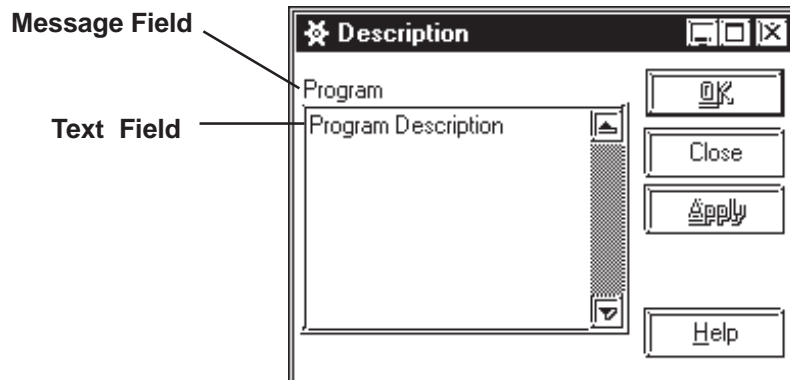 Message Field
Description
Program
OK
Text Field
Program Description
Close
Apply
Help